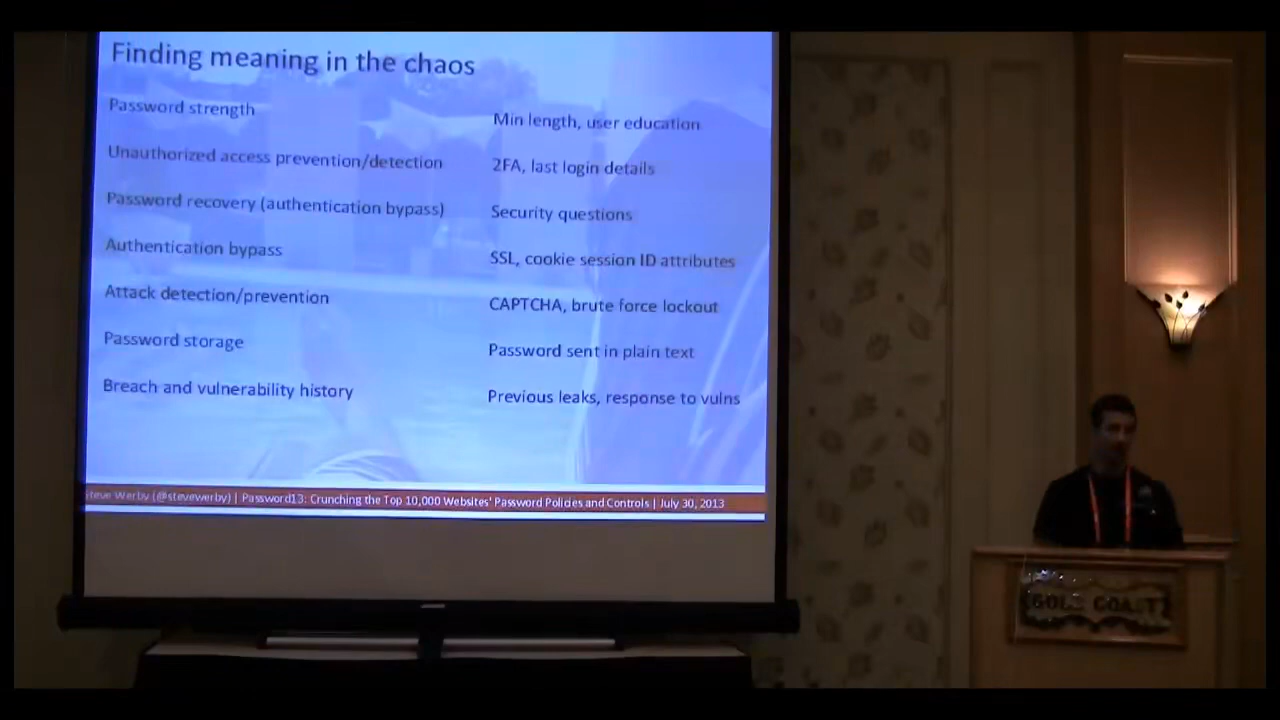 Finding meaning in the chaos
Password strength
Min length, user education
Unauthorized access prevention/detection
2FA, last login details
Password recovery (authentication bypass)
Security questions
Authentication bypass
SSL, cookie session ID attributes
Attack detection/prevention
CAPTCHA, brute force lockout
Password storage
Password sent in plain text
Breach and vulnerability history
Previous leaks, response to vulns
Steve Werby (@stevewerby) | Password13: Crunching the Top 10,000 Websites' Password Policies and Controls | July 30, 2013
GOLD COAST